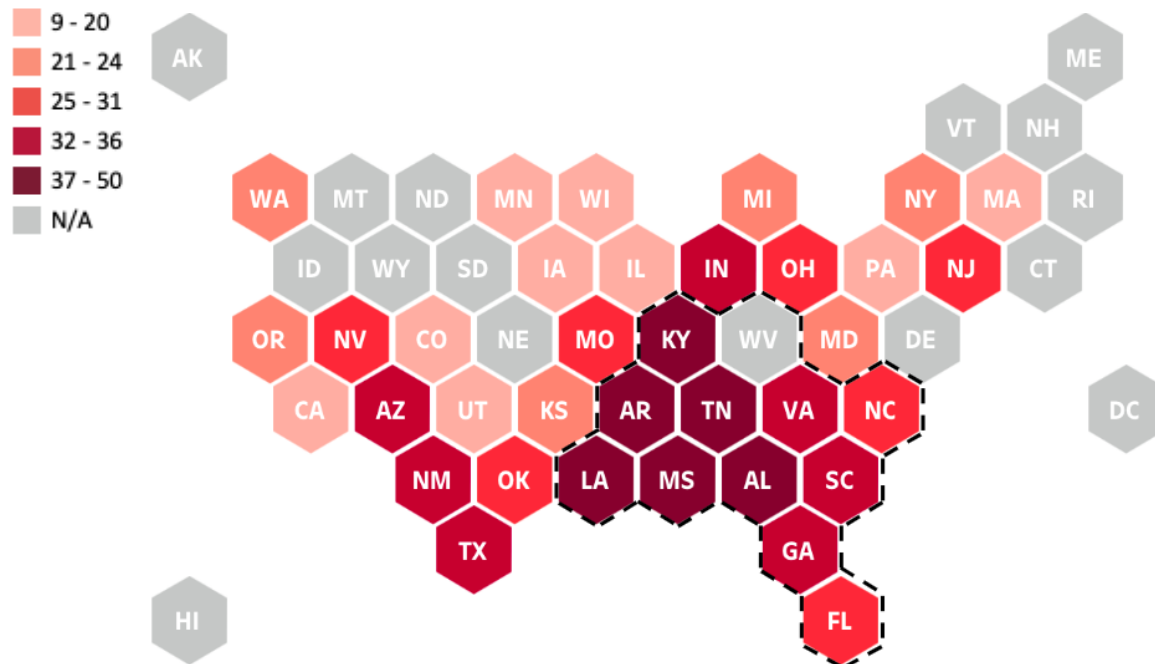 9 - 20
21 - 24
25 - 31
32 - 36
37 - 50
N/A
AK ME
VT NH
WA MT ND MN WI MI NY MA RI
ID WY SD IA IL IN OH PA NJ CT
OR NV CO NE MO KY WV MD DE
CA AZ UT KS AR TN VA NC DC
NM OK LA MS AL SC
TX GA
HI FL